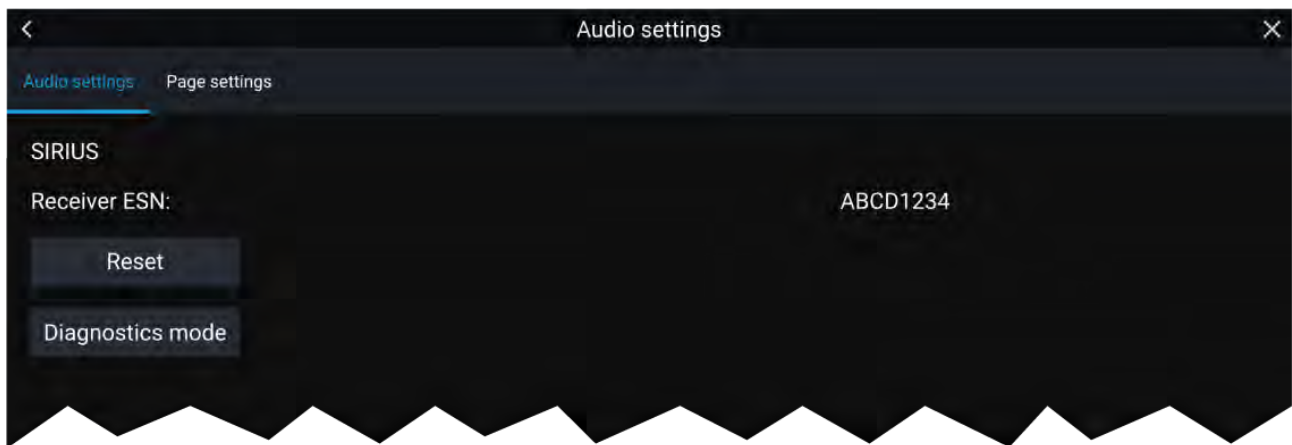 Audio settings
Audio settings Page settings
SIRIUS
Receiver ESN: ABCD1234
Reset
Diagnostics mode